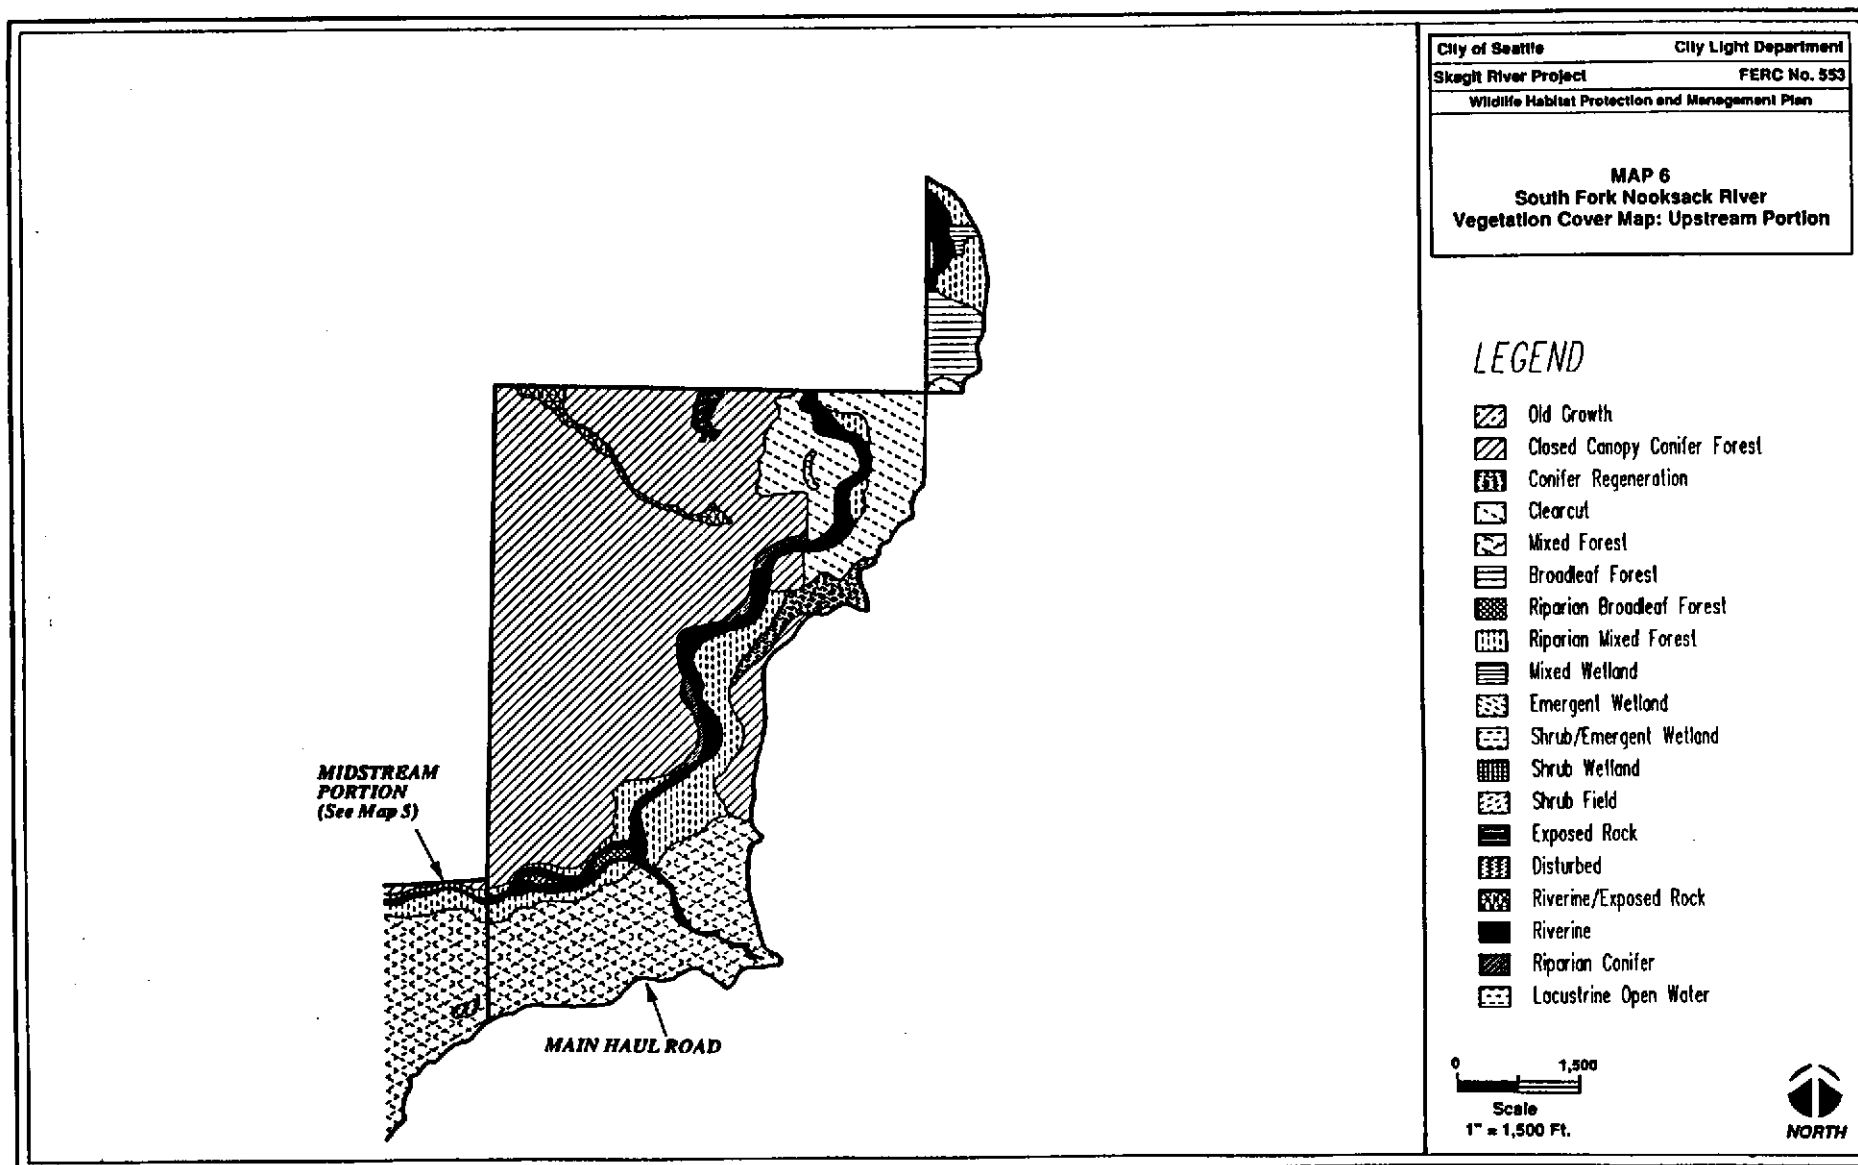 City of Seattle City Light Department
Skagit River Project FERC No. 553
Wildlife Habitat Protection and Management Plan
MAP 6
South Fork Nooksack River
Vegetation Cover Map: Upstream Portion
LEGEND
Old Growth
Closed Canopy Conifer Forest
Conifer Regeneration
Clearcut
Mixed Forest
Broadleaf Forest
Riparian Broadleaf Forest
Riparian Mixed Forest
Mixed Wetland
Emergent Wetland
Shrub/Emergent Wetland
Shrub Wetland
Shrub Field
Exposed Rock
Disturbed
Riverine/Exposed Rock
Riverine
Riparian Conifer
Lacustrine Open Water
0 1,500
Scale
1" = 1,500 Ft.
NORTH
MIDSTREAM
PORTION
(See Map 5)
MAIN HAUL ROAD